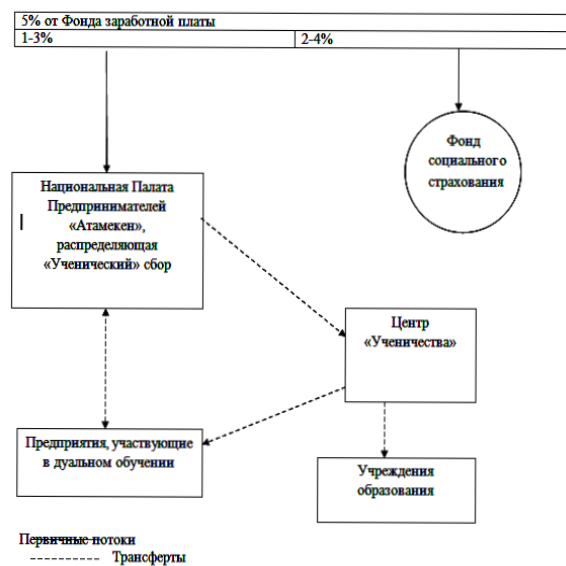 5% от Фонда заработной платы
1-3%
2-4%
Фонд
социального
страхования
Национальная Палата
Предпринимателей
«Атамекен»,
распределяющая
«Ученический» сбор
Центр
«Ученичества»
Предприятия, участвующие
в дуальном обучении
Учреждения
образования
Первичные потоки
Трансферты